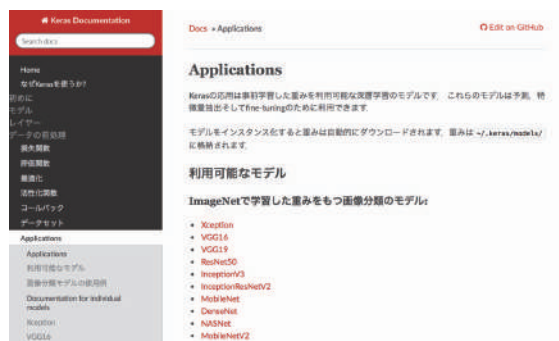 Keras Documentation
Search docs
Home
なぜKerasを使うか?
初めに
モデル
レイヤー
データの前処理
損失関数
評価関数
最適化
活性化関数
コールバック
データセット
Applications
Applications
利用可能なモデル
画像分類モデルの使用例
Documentation for individual
models
Xception
VGG16
Docs » Applications
Edit on GitHub
Applications
Kerasの応用は事前学習した重みを利用可能な深層学習のモデルです. これらのモデルは予測, 特
徴量抽出そしてfine-tuningのために利用できます.
モデルをインスタンス化すると重みは自動的にダウンロードされます. 重みは ~/.keras/models/
に格納されます.
利用可能なモデル
ImageNetで学習した重みをもつ画像分類のモデル:
Xception
VGG16
VGG19
ResNet50
InceptionV3
InceptionResNetV2
MobileNet
DenseNet
NASNet
MobileNetV2